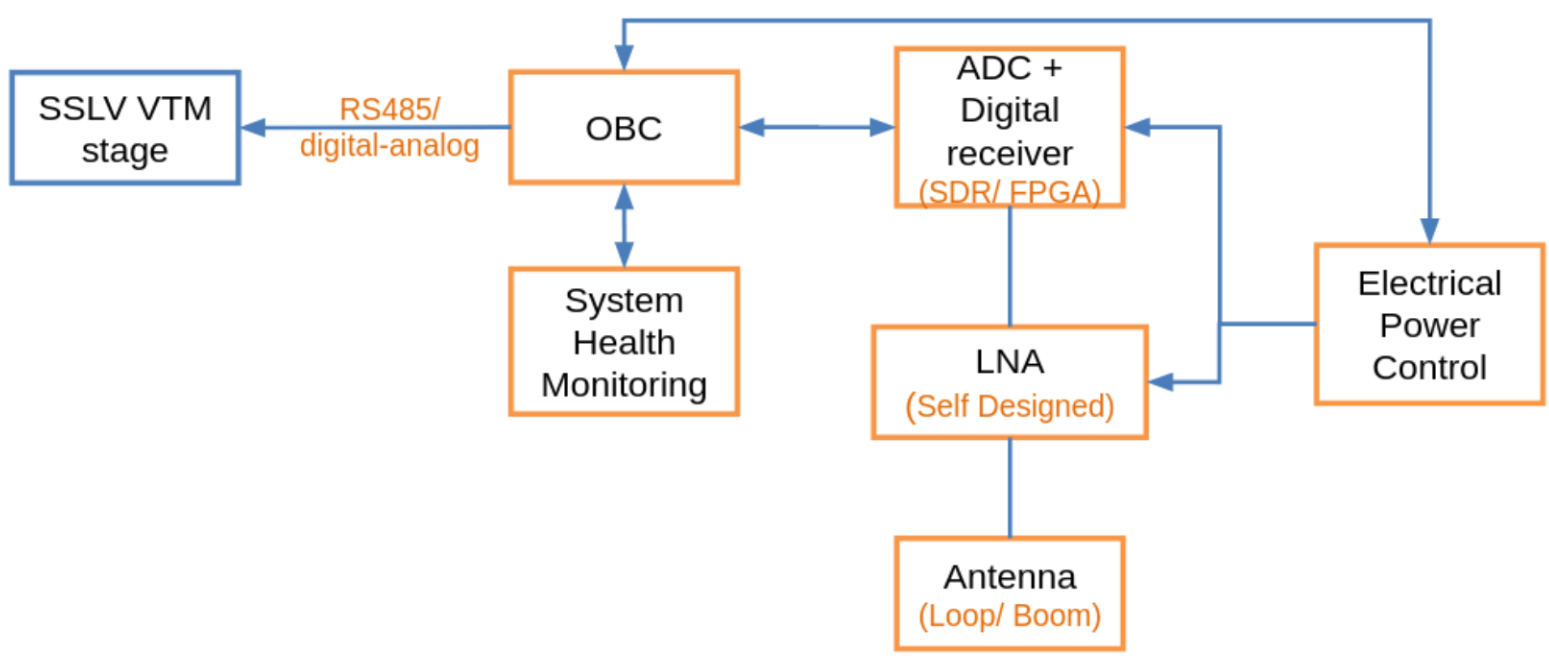 SSLV VTM
stage
RS485/
digital-analog
OBC
ADC +
Digital
receiver
(SDR/ FPGA)
System
Health
Monitoring
LNA
(Self Designed)
Electrical
Power
Control
Antenna
(Loop/ Boom)